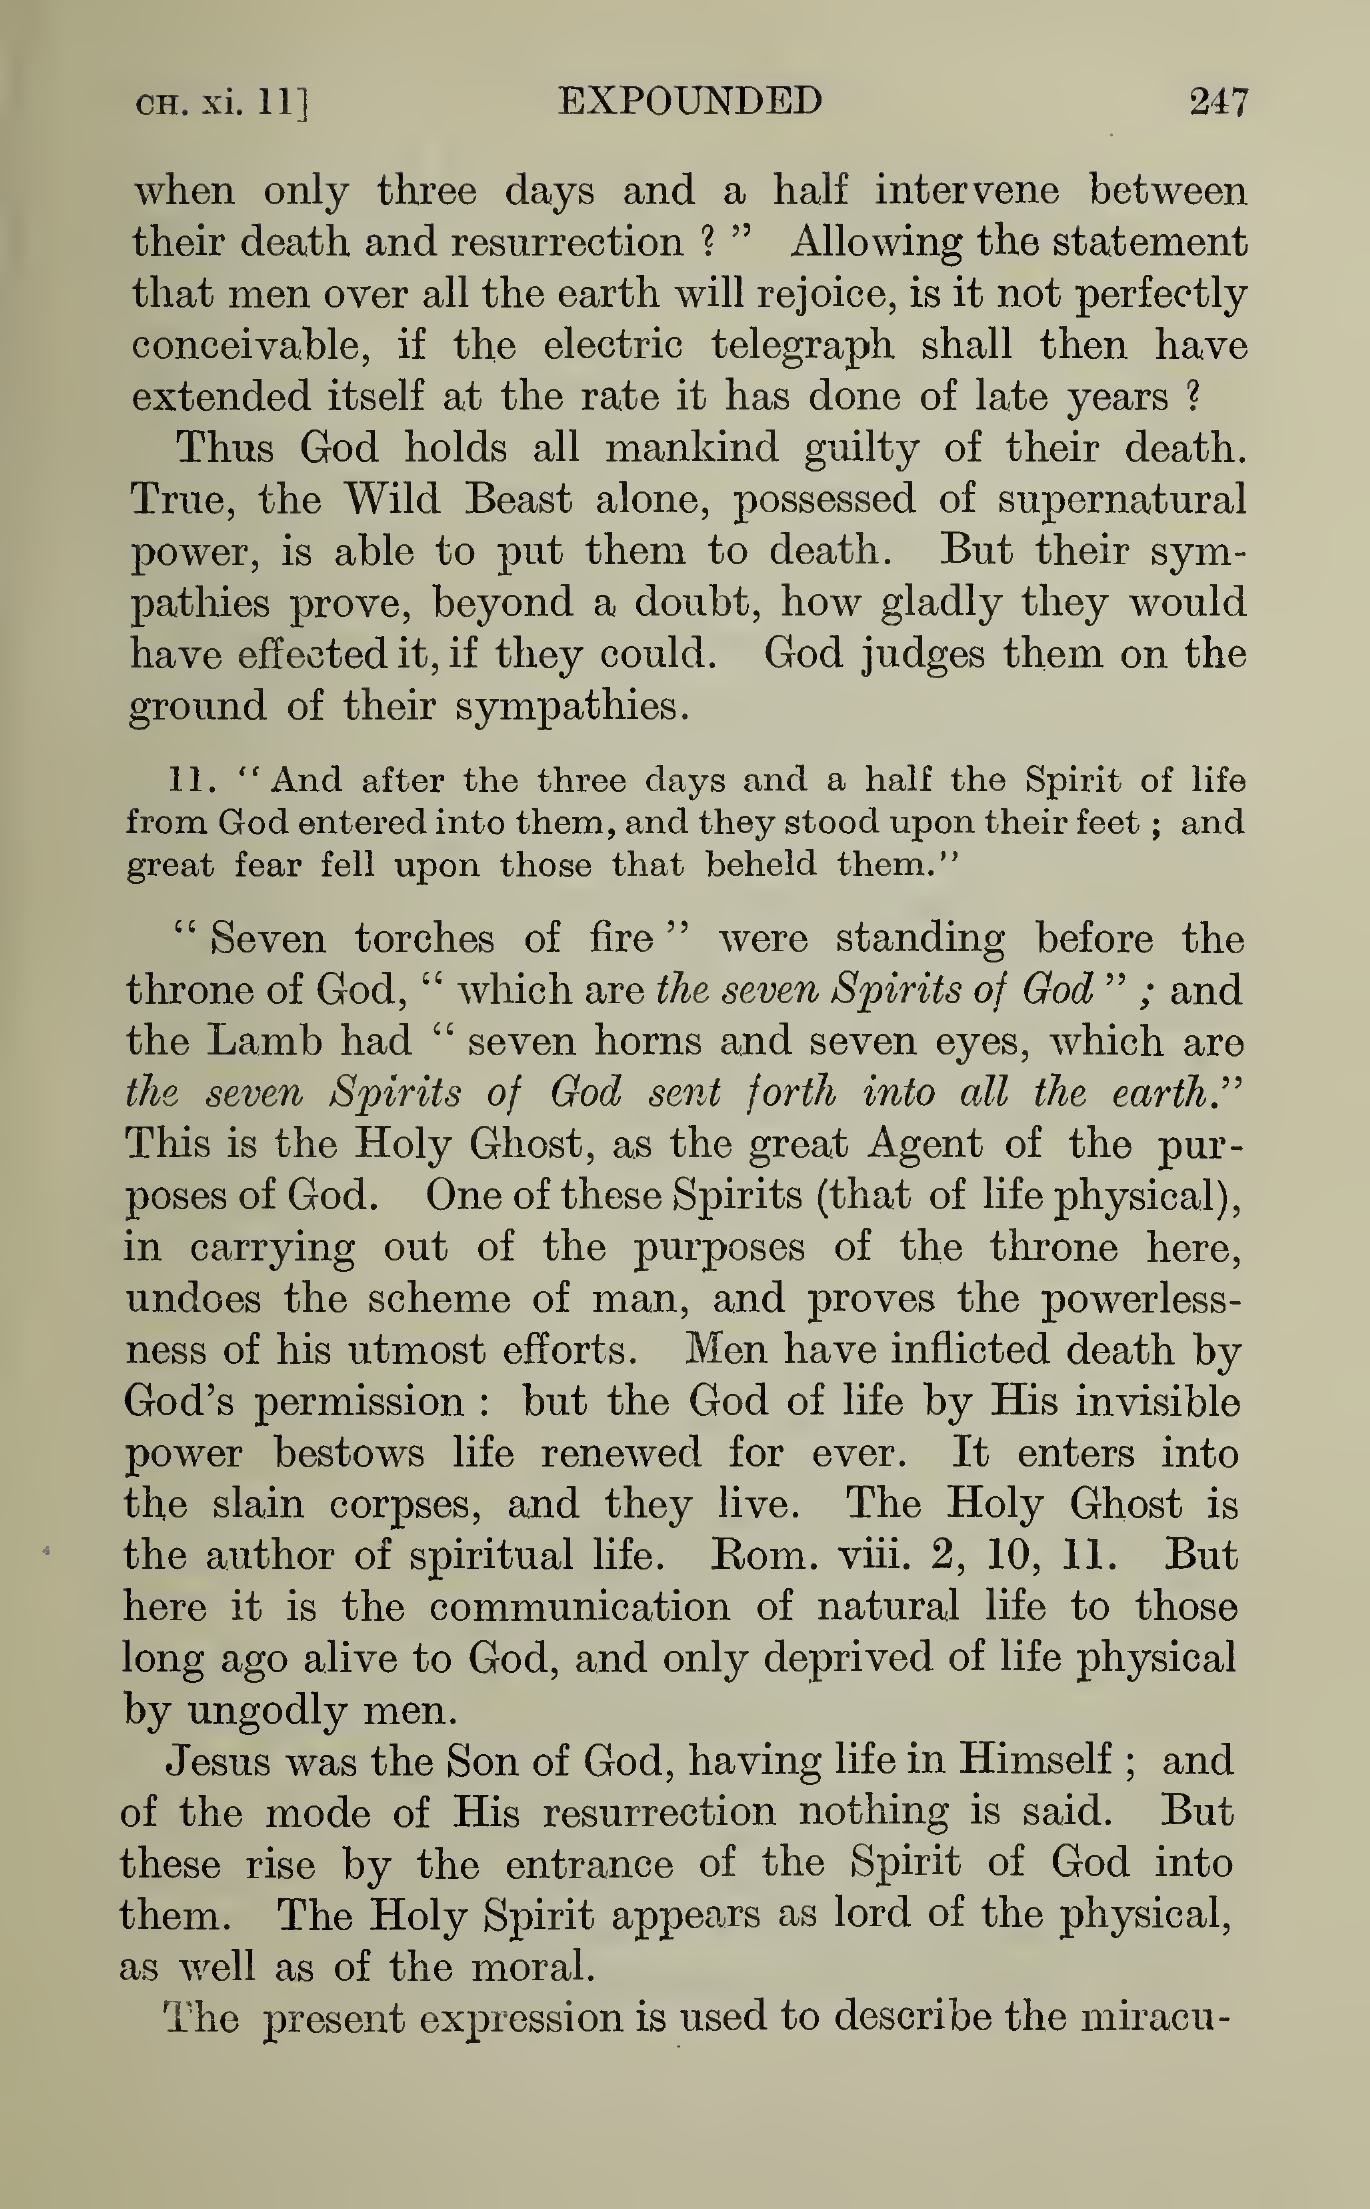 CH. xi. 11] EXPOUNDED 247
when only three days and a half intervene between
their death and resurrection ? ” Allowing the statement
that men over all the earth will rejoice, is it not perfectly
conceivable, if the electric telegraph shall then have
extended itself at the rate it has done of late years ?
Thus God holds all mankind guilty of their death.
True, the Wild Beast alone, possessed of supernatural
power, is able to put them to death. But their sym-
pathies prove, beyond a doubt, how gladly they would
have effected it, if they could. God judges them on the
ground of their sympathies.
11. “And after the three days and a half the Spirit of life
from God entered into them, and they stood upon their feet ; and
great fear fell upon those that beheld them.”
“ Seven torches of fire ” were standing before the
throne of God, “ which are the seven Spirits of God ” ; and
the Lamb had “ seven horns and seven eyes, which are
the seven Spirits of God sent forth into all the earth.”
This is the Holy Ghost, as the great Agent of the pur-
poses of God. One of these Spirits (that of life physical),
in carrying out of the purposes of the throne here,
undoes the scheme of man, and proves the powerless-
ness of his utmost efforts. Men have inflicted death by
God’s permission : but the God of life by His invisible
power bestows life renewed for ever. It enters into
the slain corpses, and they live. The Holy Ghost is
the author of spiritual life. Rom. viii. 2, 10, 11. But
here it is the communication of natural life to those
long ago alive to God, and only deprived of life physical
by ungodly men.
Jesus was the Son of God, having life in Himself ; and
of the mode of His resurrection nothing is said. But
these rise by the entrance of the Spirit of God into
them. The Holy Spirit appears as lord of the physical,
as well as of the moral.
The present expression is used to describe the miracu-